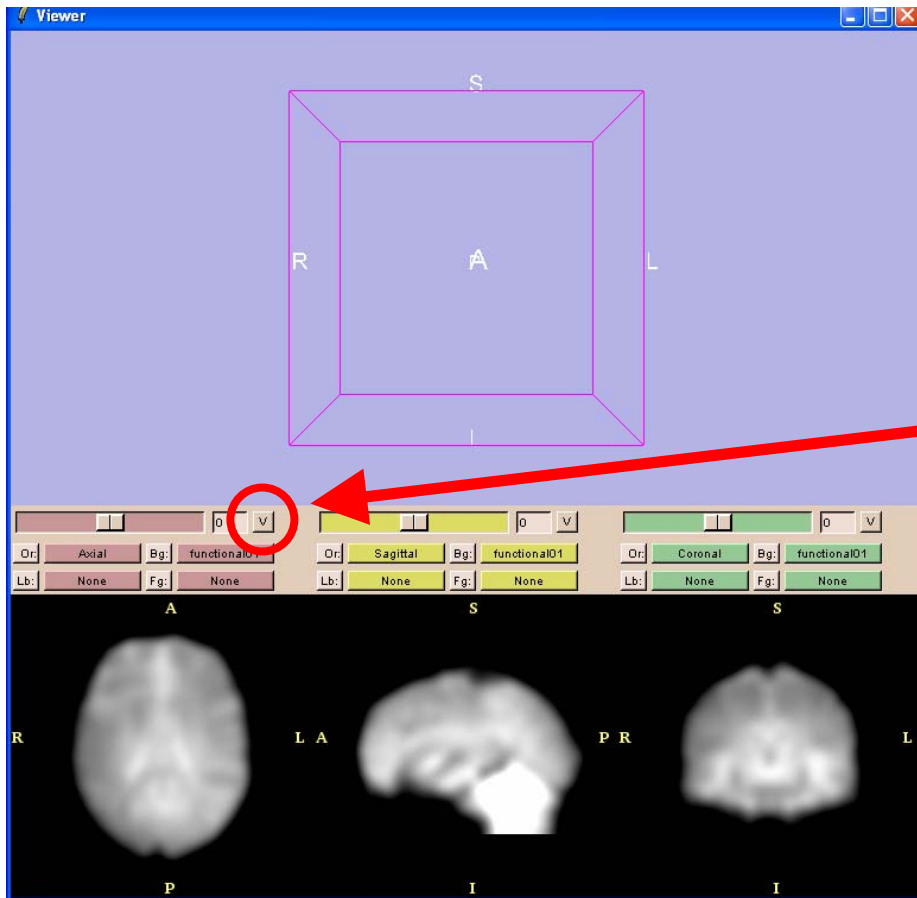 Viewer
S
R A L
I
0 V 0 V 0 V
Or: Axial Bg: functional01 Or: Sagittal Bg: functional01 Or: Coronal Bg: functional01
Lb: None Fg: None Lb: None Fg: None Lb: None Fg: None
A S S
R L A P R L
P I I